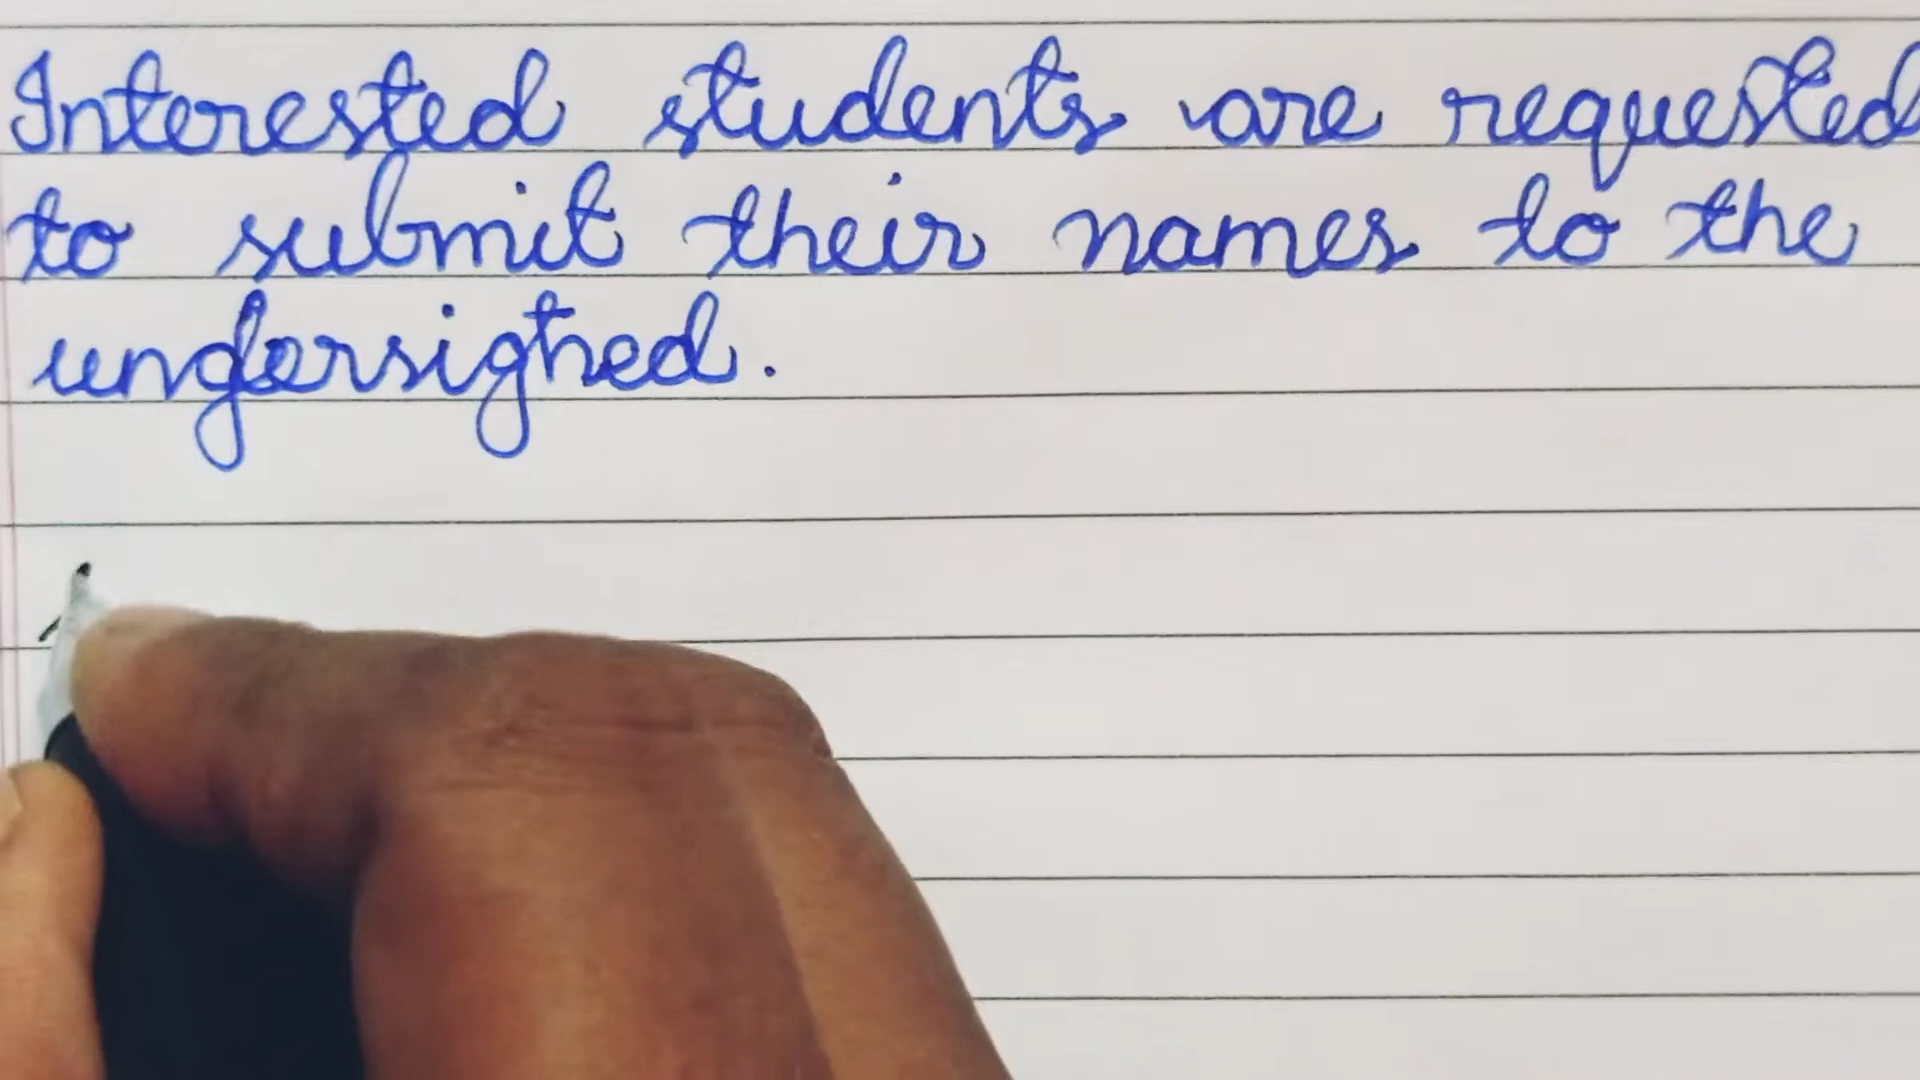 Interested students are requested
to submit their names to the
undersighed.